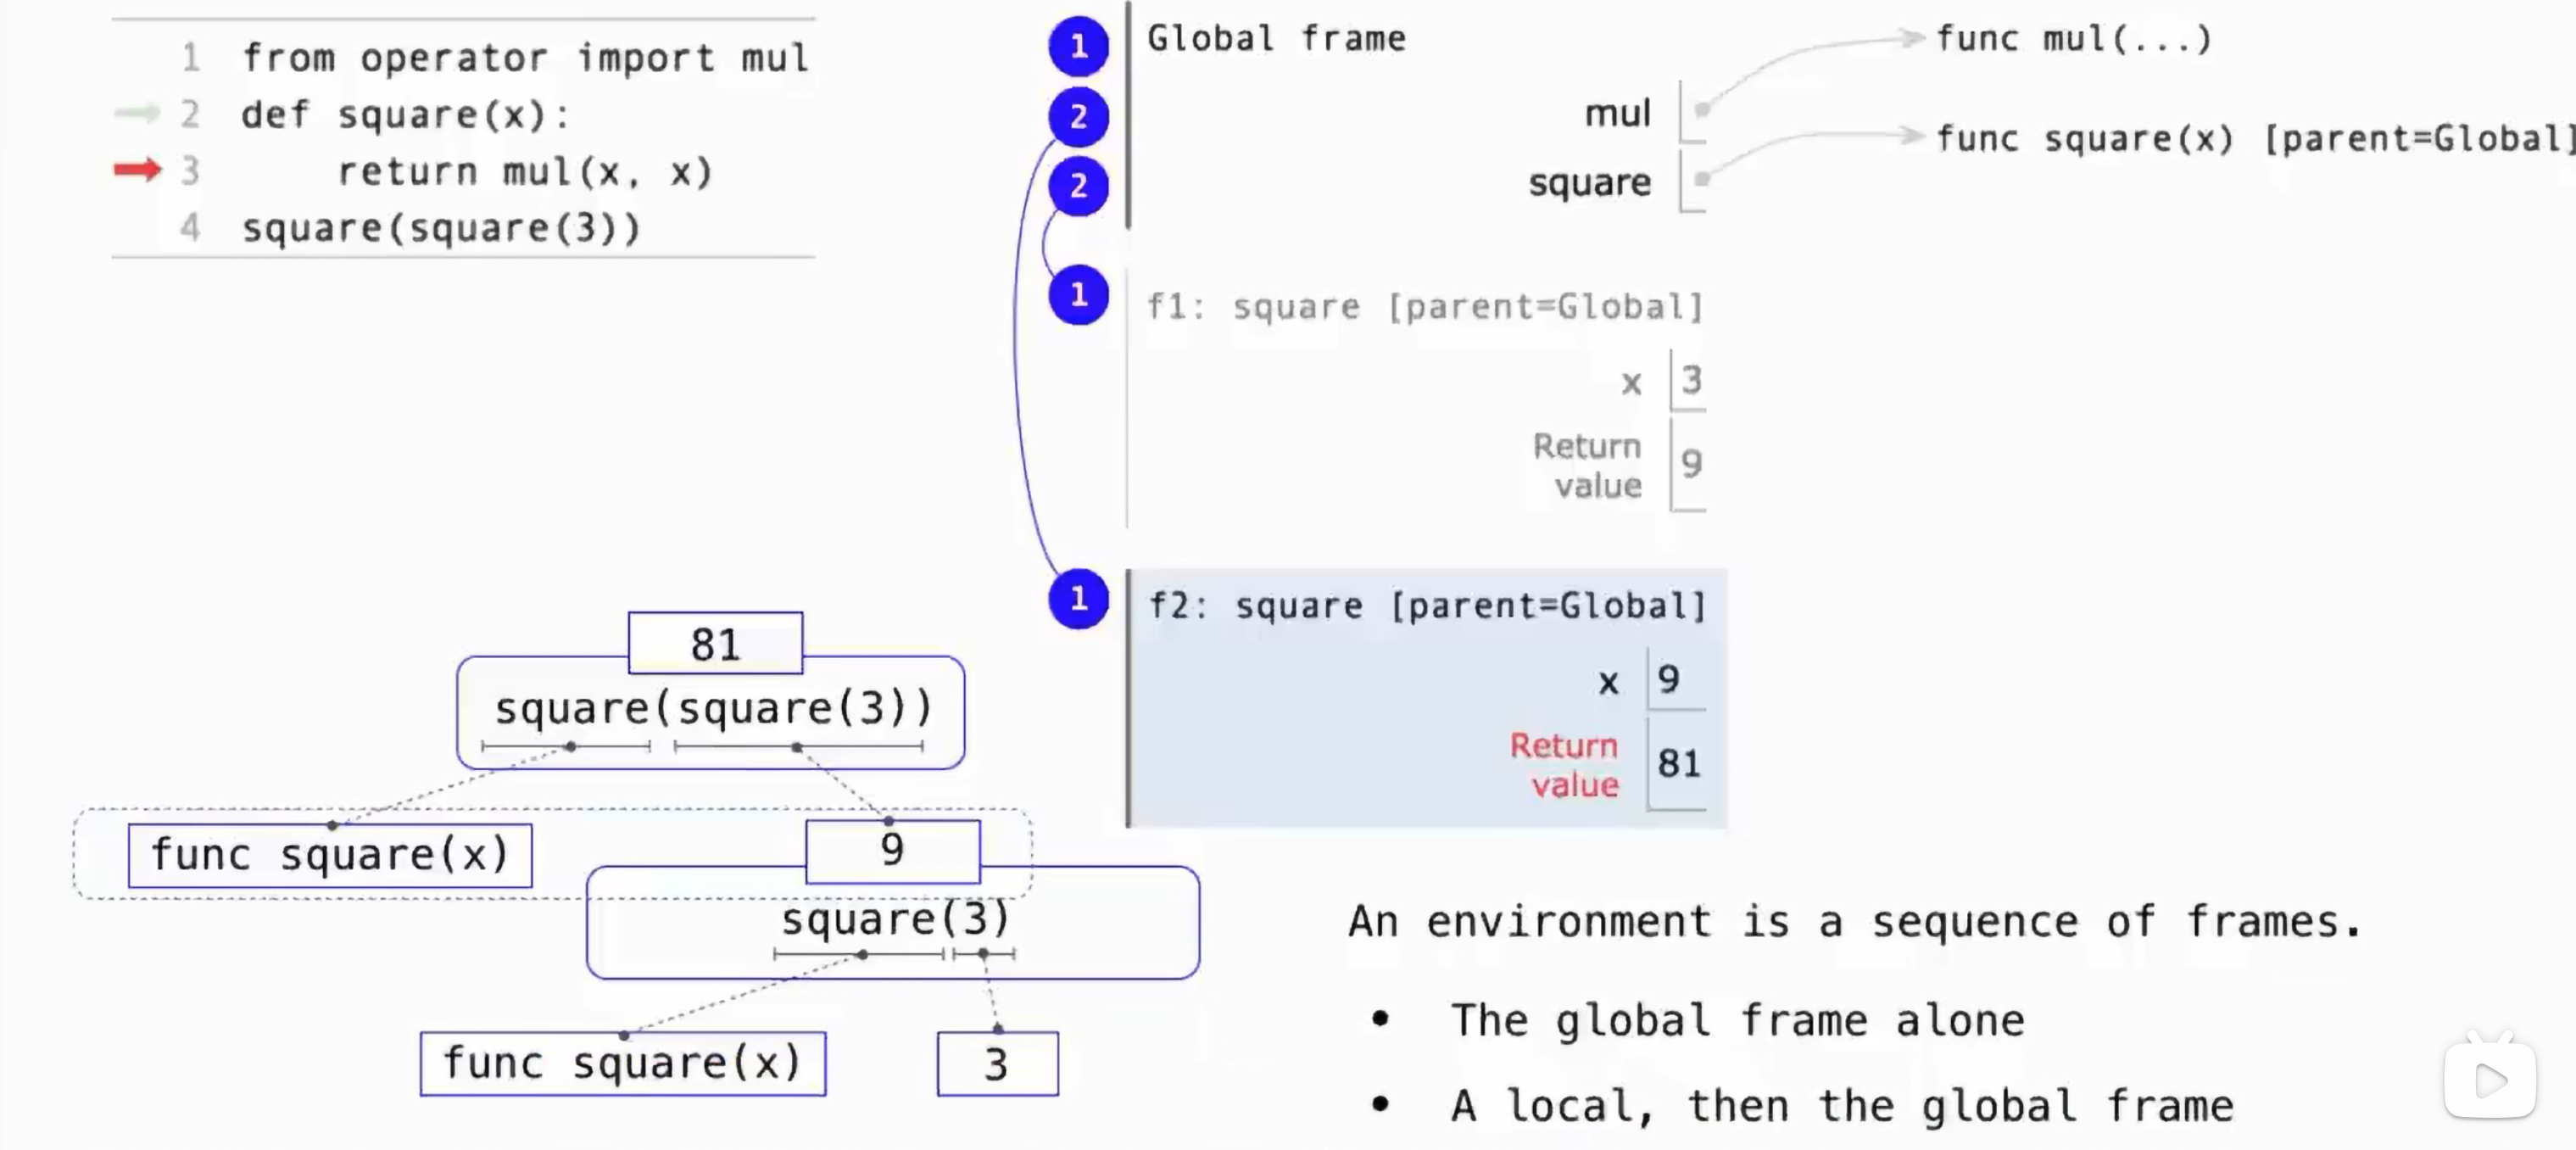 1 from operator import mul
2 def square(x):
3 return mul(x, x)
4 square(square(3))
1
2
2
1
1
Global frame
mul
square
func mul(...)
func square(x) [parent=Global]
f1: square [parent=Global]
x 3
Return
value
9
f2: square [parent=Global]
x 9
Return
value
81
81
square(square(3))
func square(x)
9
square(3)
func square(x)
3
An environment is a sequence of frames.
• The global frame alone
• A local, then the global frame